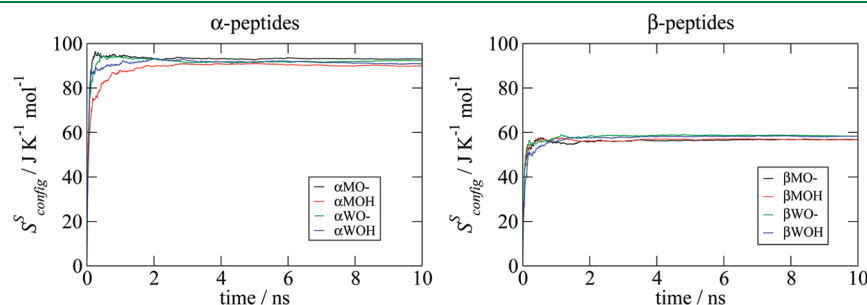 α-peptides
100
80
60
40
20
0
0 2 4 6 8 10
time / ns
S^S_config / J K⁻¹ mol⁻¹
αMO-
αMOH
αWO-
αWOH
β-peptides
100
80
60
40
20
0
0 2 4 6 8 10
time / ns
S^S_config / J K⁻¹ mol⁻¹
βMO-
βMOH
βWO-
βWOH